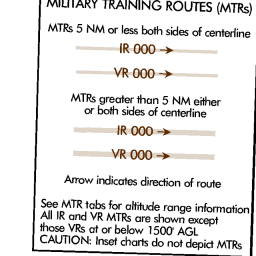 MILITARY TRAINING ROUTES (MTRs)
MTRs 5 NM or less both sides of centerline
IR 000 →
VR 000 →
MTRs greater than 5 NM either
or both sides of centerline
IR 000 →
VR 000 →
Arrow indicates direction of route
See MTR tabs for altitude range information
All IR and VR MTRs are shown except
those VRs at or below 1500' AGL
CAUTION: Inset charts do not depict MTRs